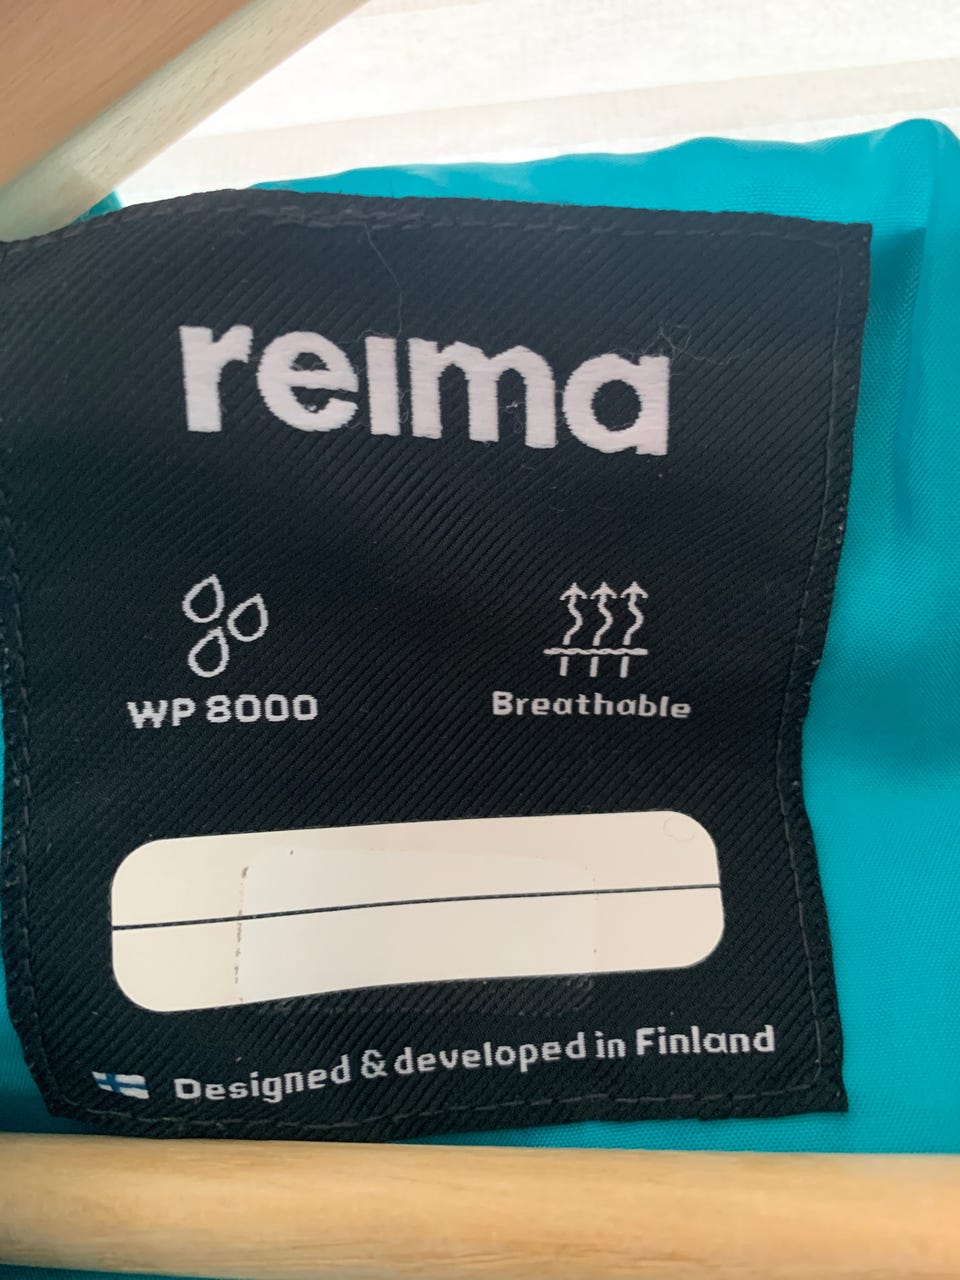 reima
WP 8000
Breathable
Designed & developed in Finland